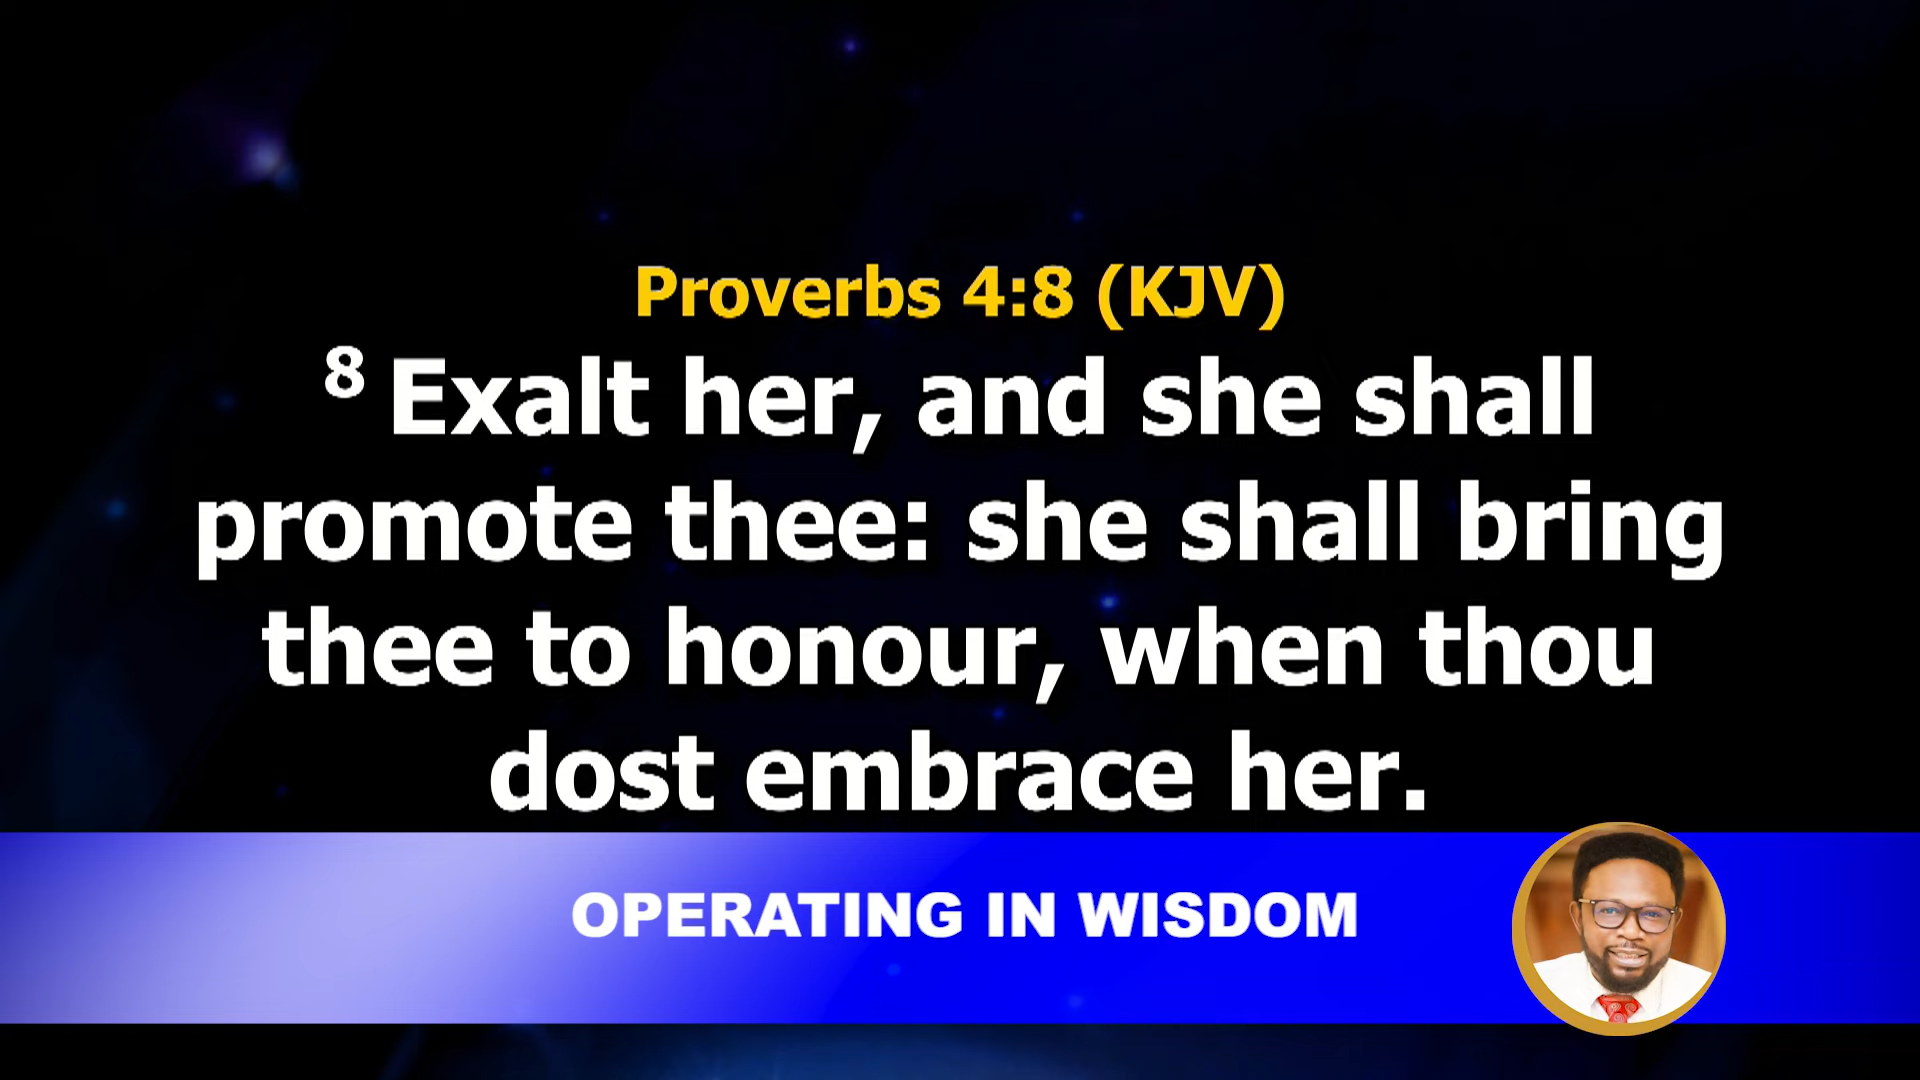 Proverbs 4:8 (KJV)
8 Exalt her, and she shall
promote thee: she shall bring
thee to honour, when thou
dost embrace her.
OPERATING IN WISDOM